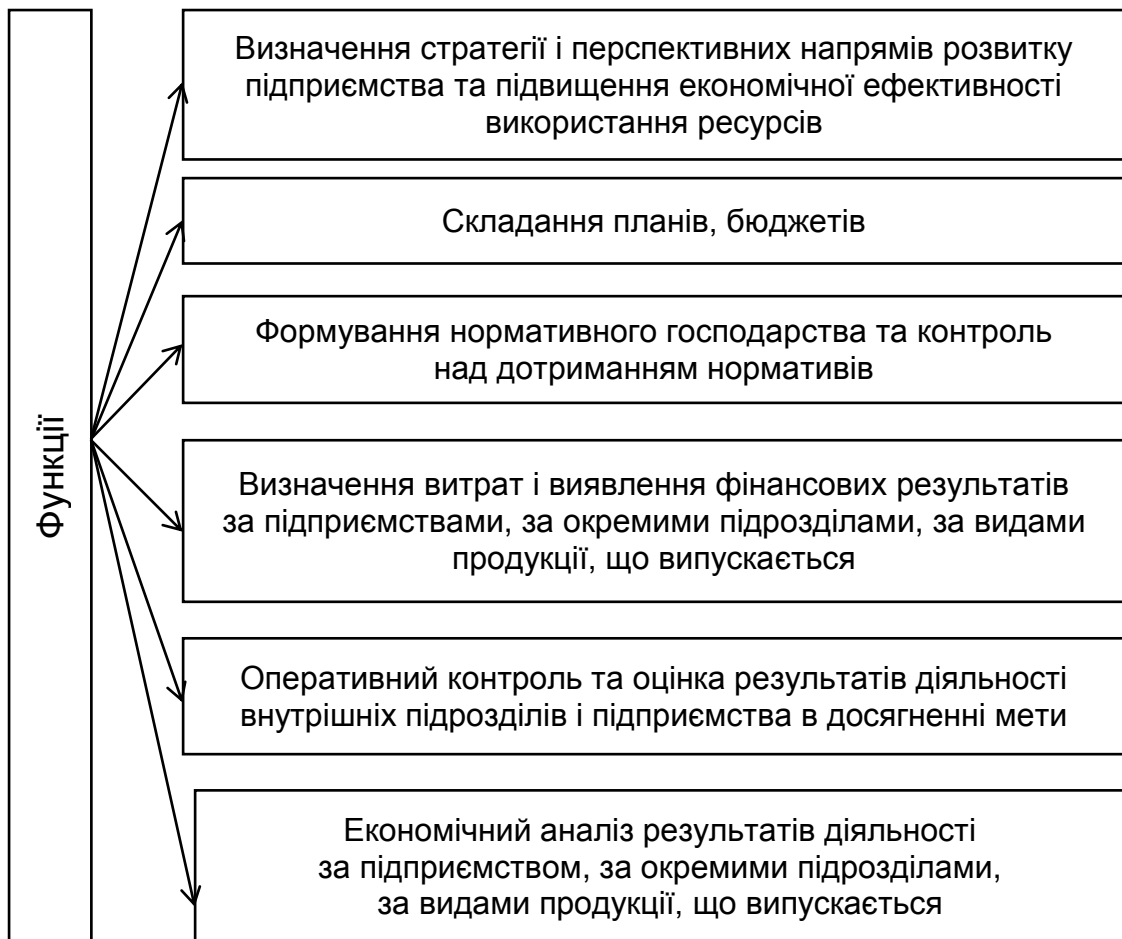 Функції
Визначення стратегії і перспективних напрямів розвитку
підприємства та підвищення економічної ефективності
використання ресурсів
Складання планів, бюджетів
Формування нормативного господарства та контроль
над дотриманням нормативів
Визначення витрат і виявлення фінансових результатів
за підприємствами, за окремими підрозділами, за видами
продукції, що випускається
Оперативний контроль та оцінка результатів діяльності
внутрішніх підрозділів і підприємства в досягненні мети
Економічний аналіз результатів діяльності
за підприємством, за окремими підрозділами,
за видами продукції, що випускається